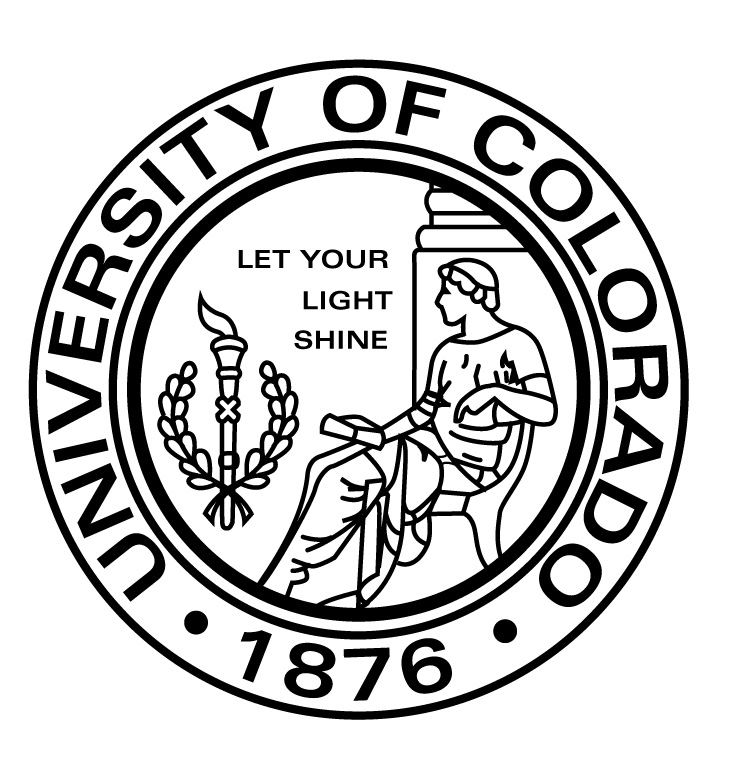 UNIVERSITY OF COLORADO
LET YOUR
LIGHT
SHINE
• 1876 •